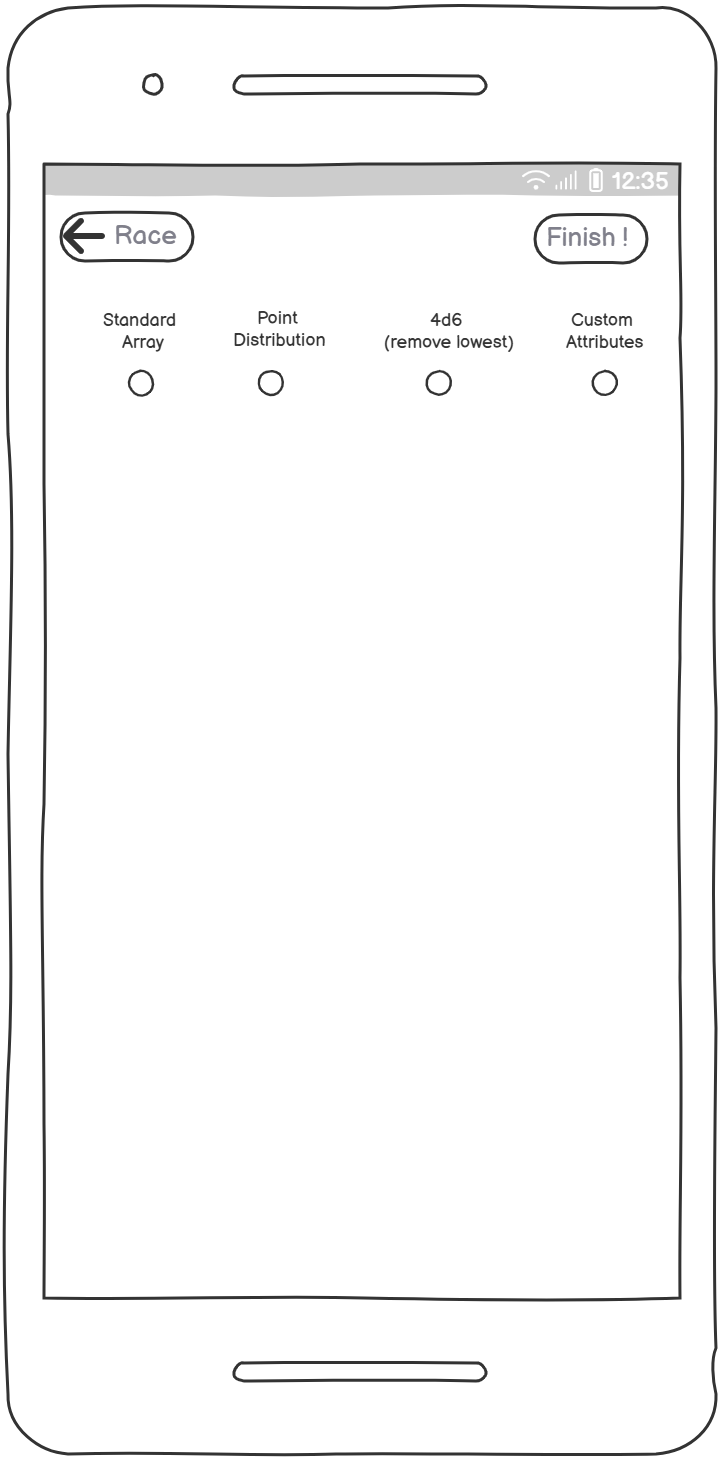 12:35
Race
Finish !
Standard
Array
Point
Distribution
4d6
(remove lowest)
Custom
Attributes